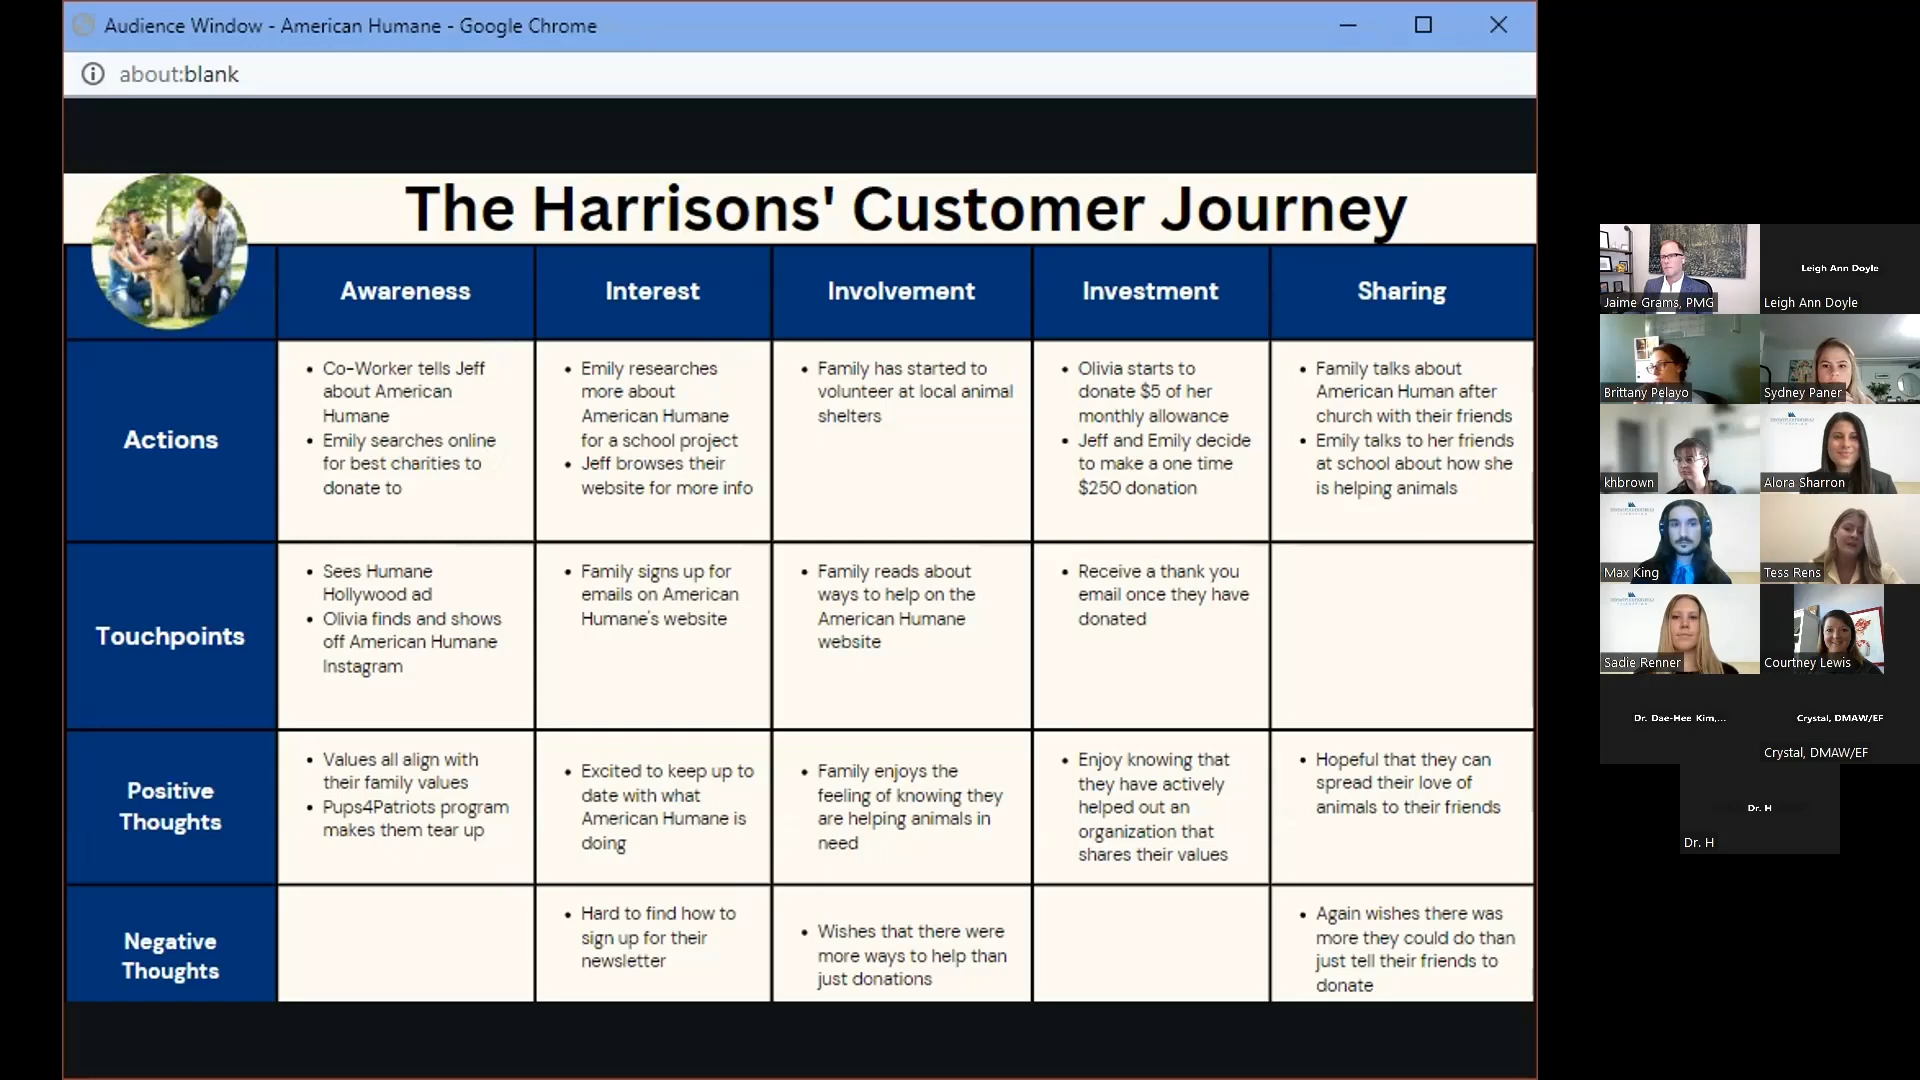 Audience Window - American Humane - Google Chrome
about:blank
The Harrisons' Customer Journey
Awareness
Interest
Involvement
Investment
Sharing
Actions
• Co-Worker tells Jeff
about American
Humane
• Emily searches online
for best charities to
donate to
• Emily researches
more about
American Humane
for a school project
• Jeff browses their
website for more info
• Family has started to
volunteer at local animal
shelters
• Olivia starts to
donate $5 of her
monthly allowance
• Jeff and Emily decide
to make a one time
$250 donation
• Family talks about
American Human after
church with their friends
• Emily talks to her friends
at school about how she
is helping animals
Touchpoints
• Sees Humane
Hollywood ad
• Olivia finds and shows
off American Humane
Instagram
• Family signs up for
emails on American
Humane's website
• Family reads about
ways to help on the
American Humane
website
• Receive a thank you
email once they have
donated
Positive
Thoughts
• Values all align with
their family values
• Pups4Patriots program
makes them tear up
• Excited to keep up to
date with what
American Humane is
doing
• Family enjoys the
feeling of knowing they
are helping animals in
need
• Enjoy knowing that
they have actively
helped out an
organization that
shares their values
• Hopeful that they can
spread their love of
animals to their friends
Negative
Thoughts
• Hard to find how to
sign up for their
newsletter
• Wishes that there were
more ways to help than
just donations
• Again wishes there was
more they could do than
just tell their friends to
donate
Jaime Grams, PMG
Leigh Ann Doyle
Leigh Ann Doyle
Brittany Pelayo
Sydney Paner
khbrown
Alora Sharron
Max King
Tess Rens
Sadie Renner
Courtney Lewis
Dr. Dae-Hee Kim,...
Crystal, DMAW/EF
Crystal, DMAW/EF
Dr. H
Dr. H